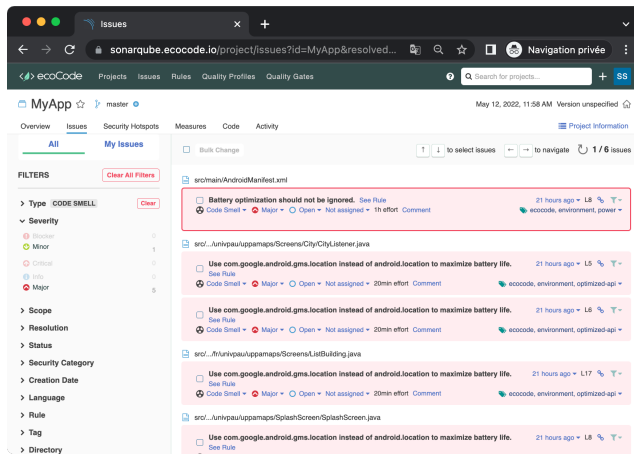 Issues
sonarqube.ecocode.io/project/issues?id=MyApp&resolved...
Navigation privée
ecoCode Projects Issues Rules Quality Profiles Quality Gates
Search for projects...
SS
MyApp master
May 12, 2022, 11:58 AM Version unspecified
Overview Issues Security Hotspots Measures Code Activity
Project Information
All My Issues
Bulk Change
↑ ↓ to select issues ← → to navigate 1 / 6 issues
FILTERS
Clear All Filters
Type CODE SMELL Clear
Severity
Blocker 0
Minor 1
Critical 0
Info 0
Major 5
Scope
Resolution
Status
Security Category
Creation Date
Language
Rule
Tag
Directory
src/main/AndroidManifest.xml
Battery optimization should not be ignored. See Rule 21 hours ago L8
Code Smell Major Open Not assigned 1h effort Comment ecocode, environment, power
src/.../univpau/uppamaps/Screens/City/CityListener.java
Use com.google.android.gms.location instead of android.location to maximize battery life. 21 hours ago L5
See Rule
Code Smell Major Open Not assigned 20min effort Comment ecocode, environment, optimized-api
Use com.google.android.gms.location instead of android.location to maximize battery life. 21 hours ago L6
See Rule
Code Smell Major Open Not assigned 20min effort Comment ecocode, environment, optimized-api
src/.../fr/univpau/uppamaps/Screens/ListBuilding.java
Use com.google.android.gms.location instead of android.location to maximize battery life. 21 hours ago L17
See Rule
Code Smell Major Open Not assigned 20min effort Comment ecocode, environment, optimized-api
src/.../univpau/uppamaps/SplashScreen/SplashScreen.java
Use com.google.android.gms.location instead of android.location to maximize battery life. 21 hours ago L8
See Rule